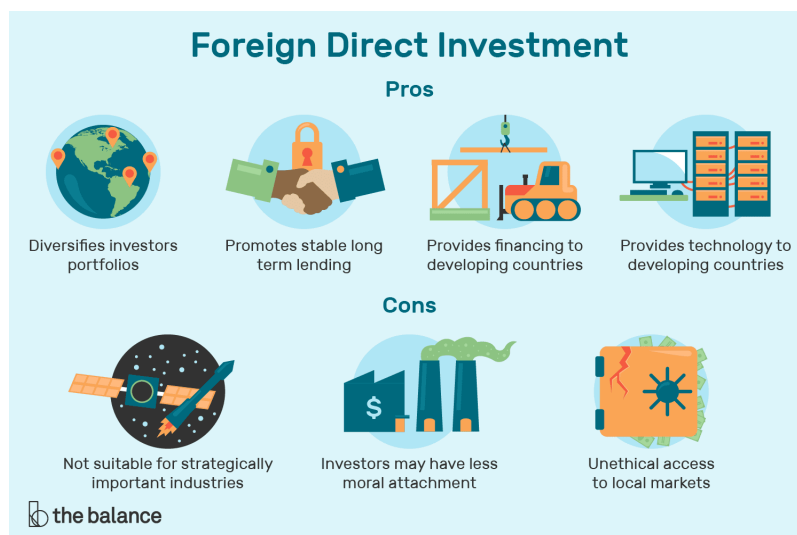 Foreign Direct Investment
Pros
Diversifies investors
portfolios
Promotes stable long
term lending
Provides financing to
developing countries
Provides technology to
developing countries
Cons
$
Not suitable for strategically
important industries
Investors may have less
moral attachment
Unethical access
to local markets
the balance